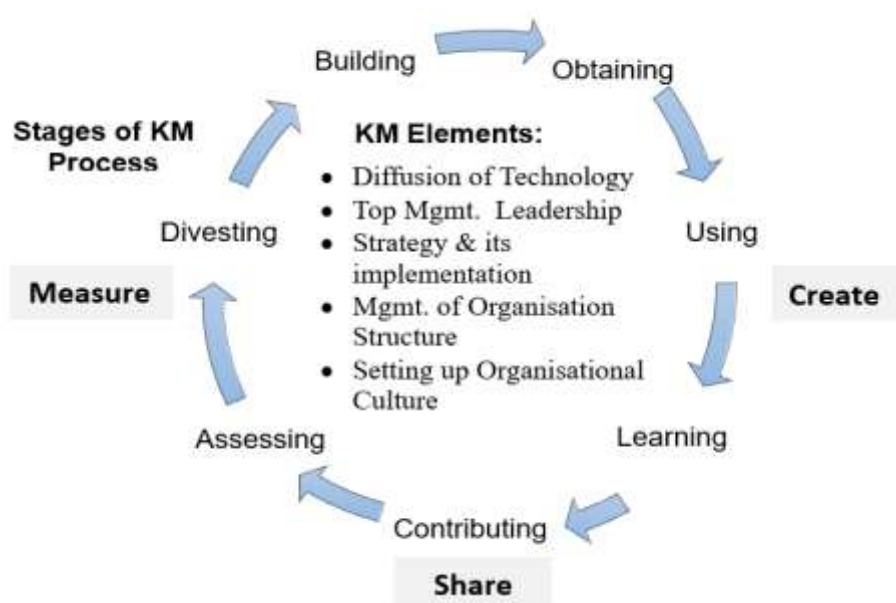 Building
Obtaining
Stages of KM
Process
KM Elements:
• Diffusion of Technology
• Top Mgmt. Leadership
• Strategy & its
implementation
• Mgmt. of Organisation
Structure
• Setting up Organisational
Culture
Divesting
Using
Measure
Create
Assessing
Learning
Contributing
Share